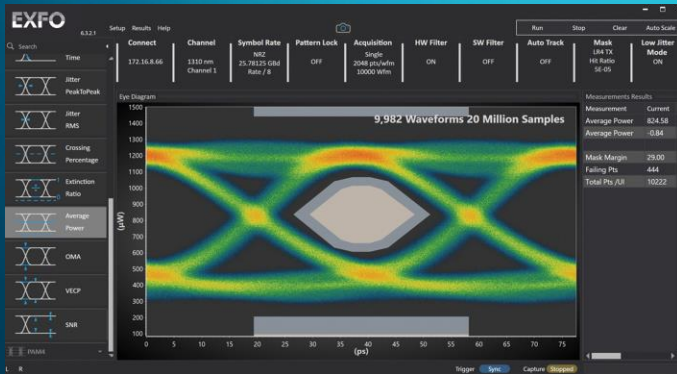 EXFO
6.3.2.1
Setup Results Help
Run Stop Clear Auto Scale
Search
Connect
172.16.8.66
Channel
1310 nm
Channel 1
Symbol Rate
NRZ
25.78125 GBd
Rate / 8
Pattern Lock
OFF
Acquisition
Single
2048 pts/wfm
10000 Wfm
HW Filter
ON
SW Filter
OFF
Auto Track
OFF
Mask
LR4 TX
Hit Ratio
5E-05
Low Jitter
Mode
ON
Time
Jitter
PeakToPeak
Jitter
RMS
Crossing
Percentage
Extinction
Ratio
Average
Power
OMA
VECP
SNR
PAM4
L R
Eye Diagram
9,982 Waveforms 20 Million Samples
1500
1400
1300
1200
1100
1000
900
800
700
600
500
400
300
200
100
(µW)
0 5 10 15 20 25 30 35 40 45 50 55 60 65 70 75
(ps)
Measurements Results
Measurement Current
Average Power 824.58
Average Power -0.84
Mask Margin 29.00
Failing Pts 444
Total Pts /UI 10222
Trigger Sync Capture Stopped